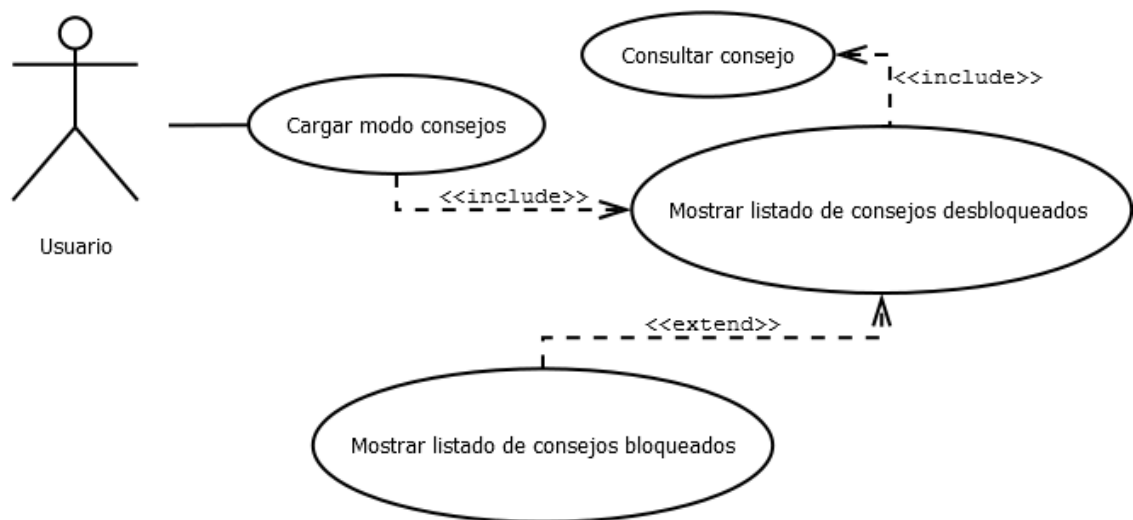 Consultar consejo
<<include>>
Cargar modo consejos
<<include>>
Mostrar listado de consejos desbloqueados
Usuario
<<extend>>
Mostrar listado de consejos bloqueados